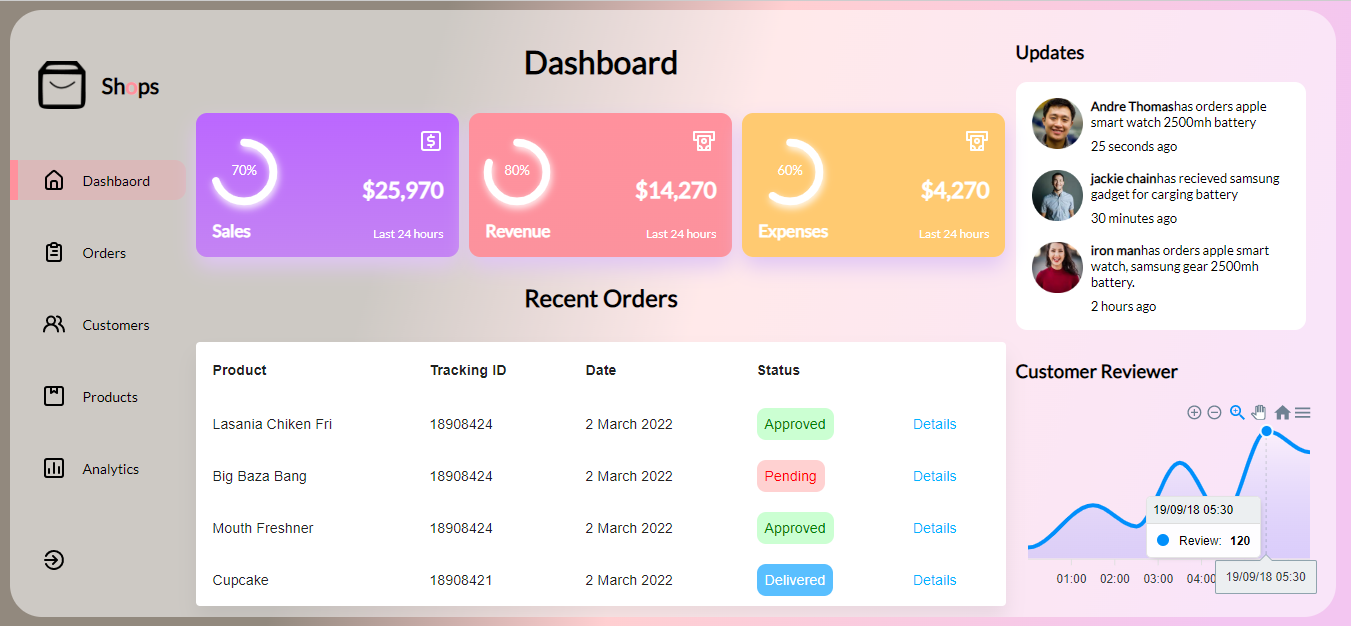 Shops
Dashbaord
Orders
Customers
Products
Analytics
Dashboard
70%
$25,970
Sales
Last 24 hours
80%
$14,270
Revenue
Last 24 hours
60%
$4,270
Expenses
Last 24 hours
Recent Orders
Product Tracking ID Date Status
Lasania Chiken Fri 18908424 2 March 2022 Approved Details
Big Baza Bang 18908424 2 March 2022 Pending Details
Mouth Freshner 18908424 2 March 2022 Approved Details
Cupcake 18908421 2 March 2022 Delivered Details
Updates
Andre Thomashas orders apple
smart watch 2500mh battery
25 seconds ago
jackie chainhas recieved samsung
gadget for carging battery
30 minutes ago
iron manhas orders apple smart
watch, samsung gear 2500mh
battery.
2 hours ago
Customer Reviewer
19/09/18 05:30
Review: 120
01:00 02:00 03:00 04:00
19/09/18 05:30